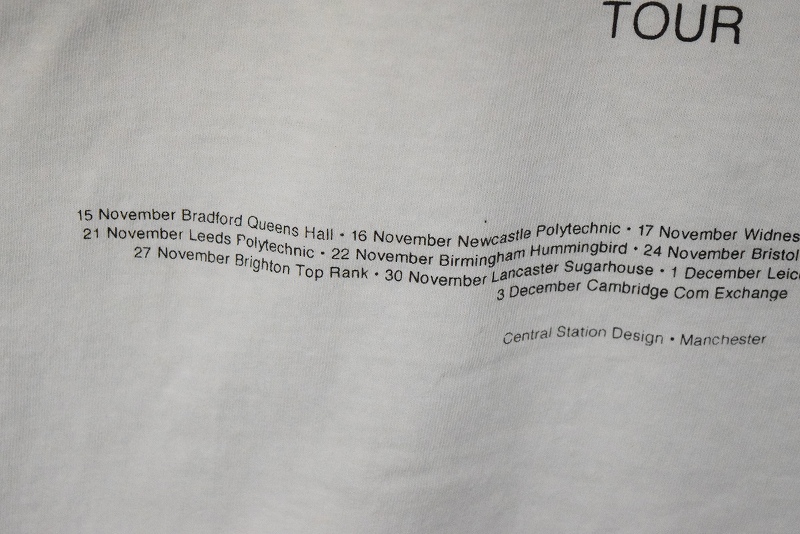 TOUR
15 November Bradford Queens Hall • 16 November Newcastle Polytechnic • 17 November Widnes
21 November Leeds Polytechnic • 22 November Birmingham Hummingbird • 24 November Bristol
27 November Brighton Top Rank • 30 November Lancaster Sugarhouse • 1 December Leic
3 December Cambridge Corn Exchange
Central Station Design • Manchester